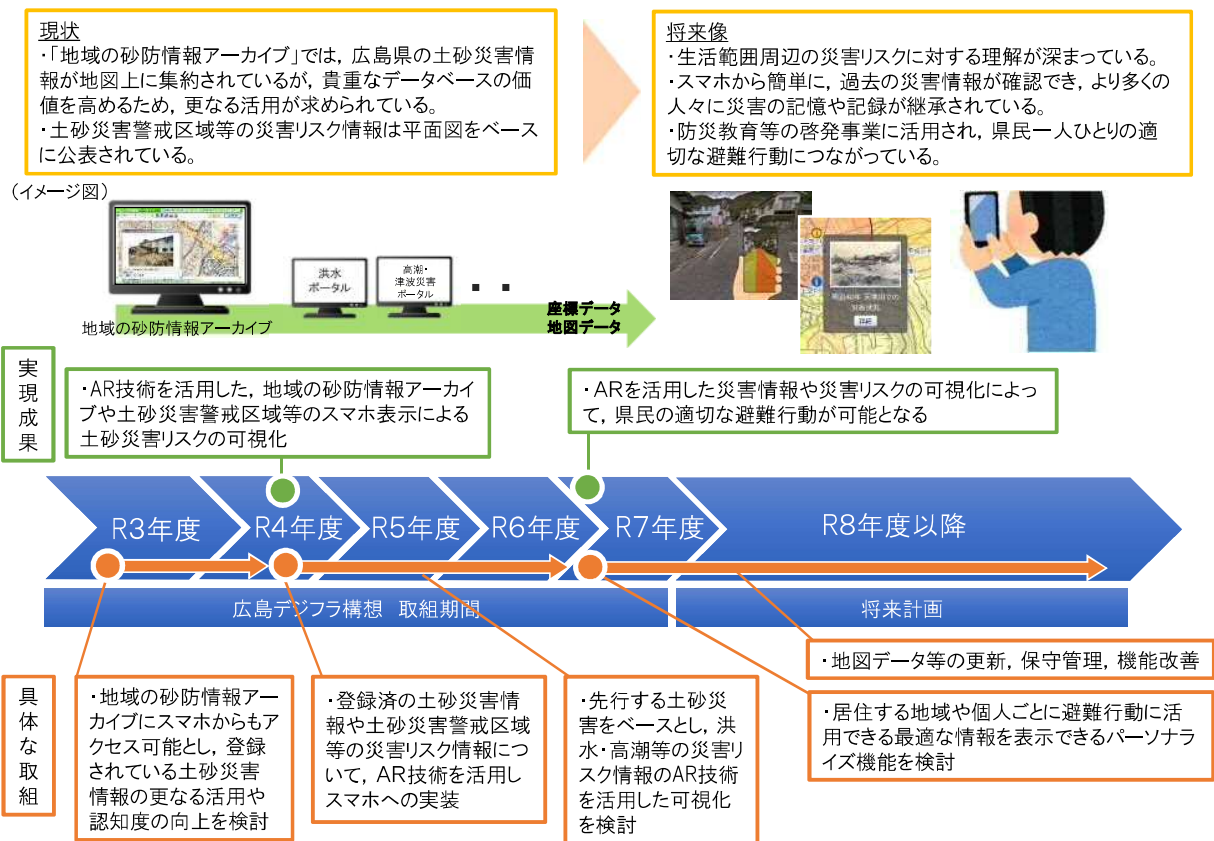 現状
・「地域の砂防情報アーカイブ」では，広島県の土砂災害情
報が地図上に集約されているが，貴重なデータベースの価
値を高めるため，更なる活用が求められている。
・土砂災害警戒区域等の災害リスク情報は平面図をベース
に公表されている。
将来像
・生活範囲周辺の災害リスクに対する理解が深まっている。
・スマホから簡単に，過去の災害情報が確認でき，より多くの
人々に災害の記憶や記録が継承されている。
・防災教育等の啓発事業に活用され，県民一人ひとりの適
切な避難行動につながっている。
（イメージ図）
洪水
ポータル
高潮・
津波災害
ポータル
地域の砂防情報アーカイブ
座標データ
地図データ
詳細
実現成果
・AR技術を活用した，地域の砂防情報アーカイ
ブや土砂災害警戒区域等のスマホ表示による
土砂災害リスクの可視化
・ARを活用した災害情報や災害リスクの可視化によっ
て，県民の適切な避難行動が可能となる
R3年度
R4年度
R5年度
R6年度
R7年度
R8年度以降
広島デジフラ構想　取組期間
将来計画
・地図データ等の更新，保守管理，機能改善
具体な取組
・地域の砂防情報アー
カイブにスマホからもア
クセス可能とし，登録
されている土砂災害
情報の更なる活用や
認知度の向上を検討
・登録済の土砂災害情
報や土砂災害警戒区域
等の災害リスク情報につ
いて，AR技術を活用し
スマホへの実装
・先行する土砂災
害をベースとし，洪
水・高潮等の災害リ
スク情報のAR技術
を活用した可視化
を検討
・居住する地域や個人ごとに避難行動に活
用できる最適な情報を表示できるパーソナラ
イズ機能を検討